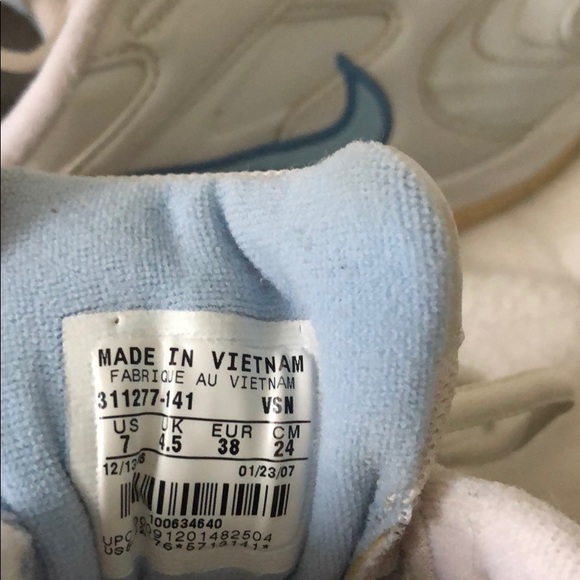 MADE IN VIETNAM
FABRIQUE AU VIETNAM
311277-141 VSN
US UK EUR CM
7 4.5 38 24
01/23/07
00634640
UPC